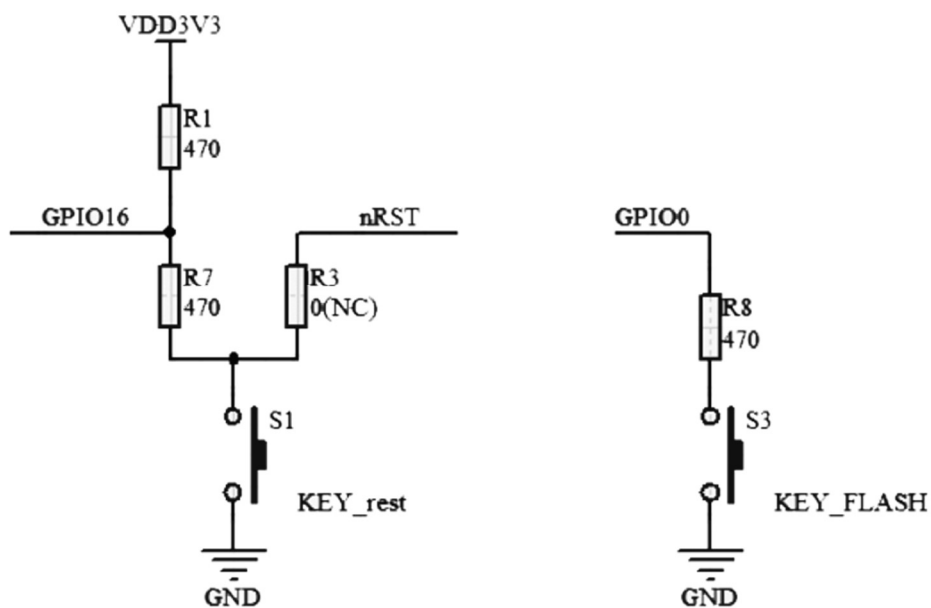 VDD3V3
R1
470
GPIO16
nRST
GPIO0
R7
470
R3
0(NC)
R8
470
S1
S3
KEY_rest
KEY_FLASH
GND
GND